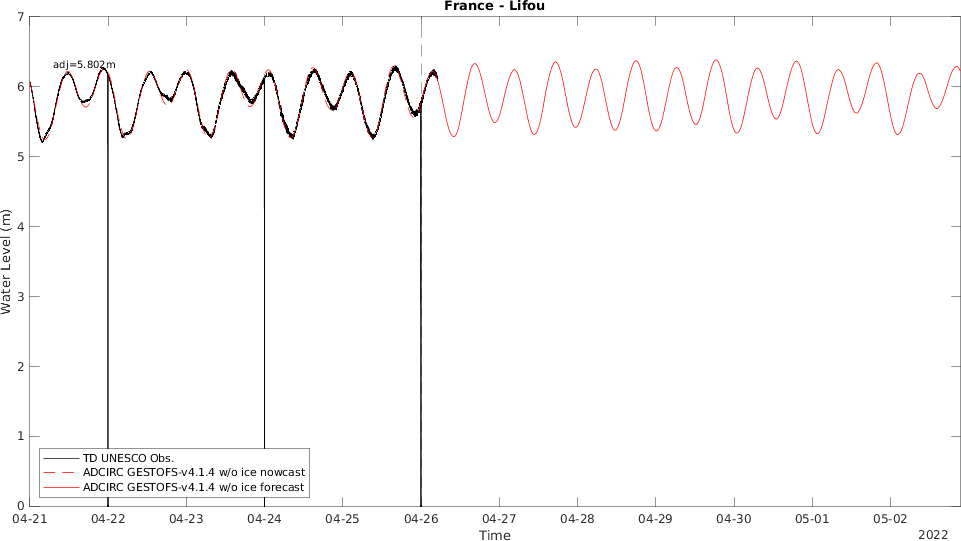 France - Lifou
7
6
5
4
3
2
1
0
Water Level (m)
adj=5.802m
TD UNESCO Obs.
ADCIRC GESTOFS-v4.1.4 w/o ice nowcast
ADCIRC GESTOFS-v4.1.4 w/o ice forecast
04-21 04-22 04-23 04-24 04-25 04-26 04-27 04-28 04-29 04-30 05-01 05-02
Time
2022